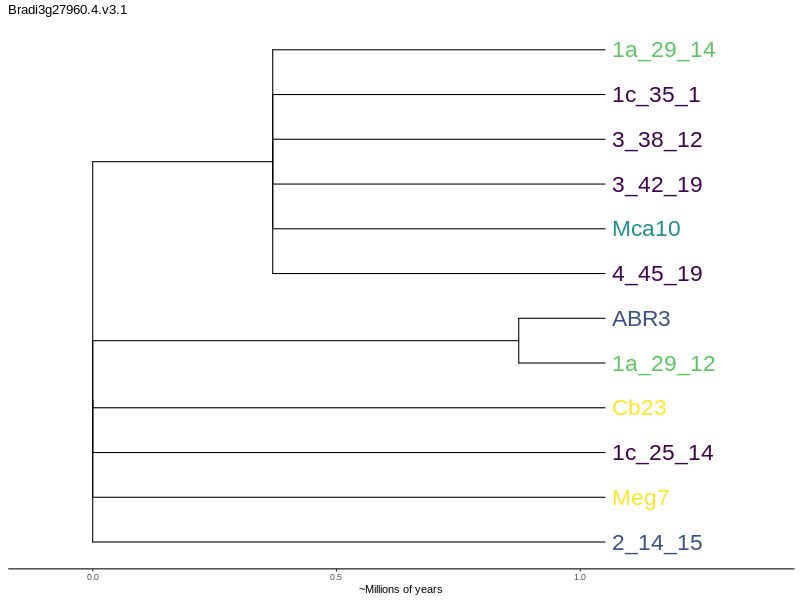 Bradi3g27960.4.v3.1
1a_29_14
1c_35_1
3_38_12
3_42_19
Mca10
4_45_19
ABR3
1a_29_12
Cb23
1c_25_14
Meg7
2_14_15
0.0 0.5 1.0
~Millions of years